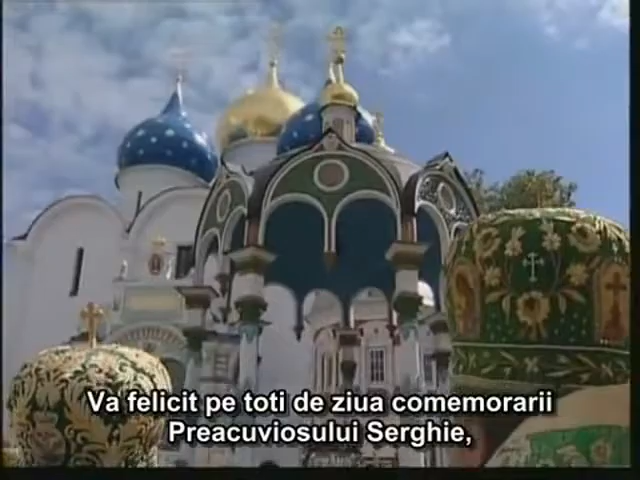 Va felicit pe toti de ziua comemorarii
Preacuviosului Serghie,